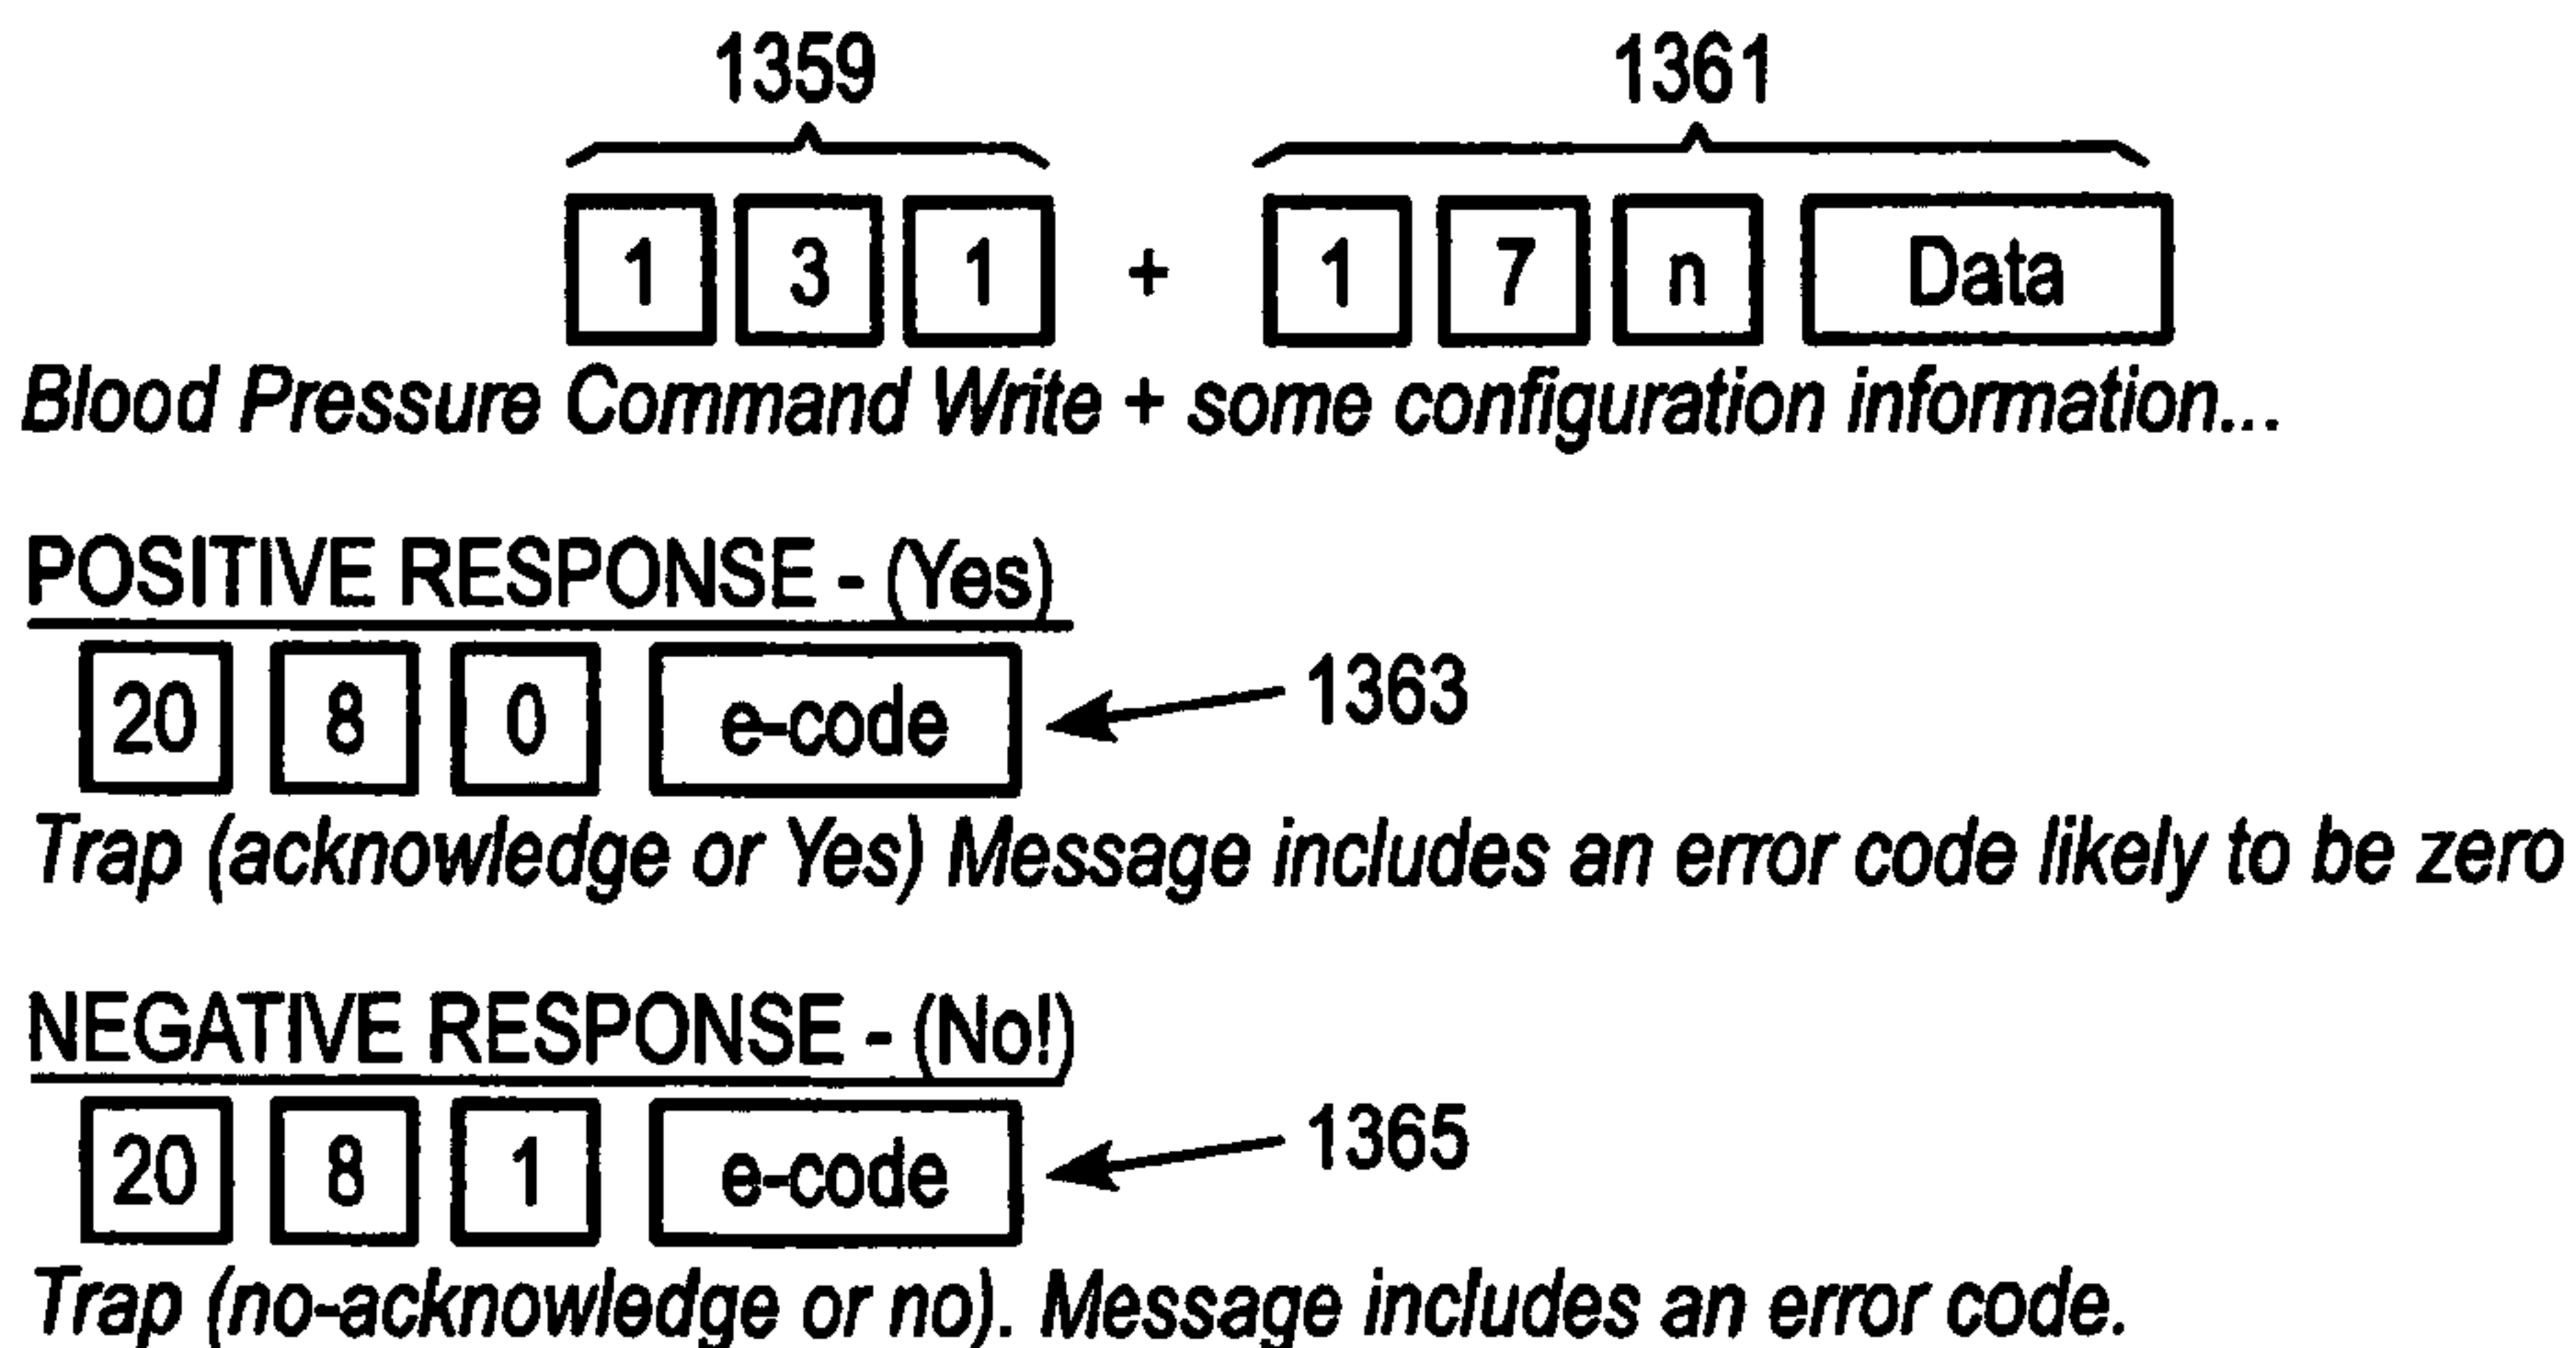 1359 1361
1 3 1 + 1 7 n Data
Blood Pressure Command Write + some configuration information...
POSITIVE RESPONSE - (Yes)
20 8 0 e-code 1363
Trap (acknowledge or Yes) Message includes an error code likely to be zero
NEGATIVE RESPONSE - (No!)
20 8 1 e-code 1365
Trap (no-acknowledge or no). Message includes an error code.